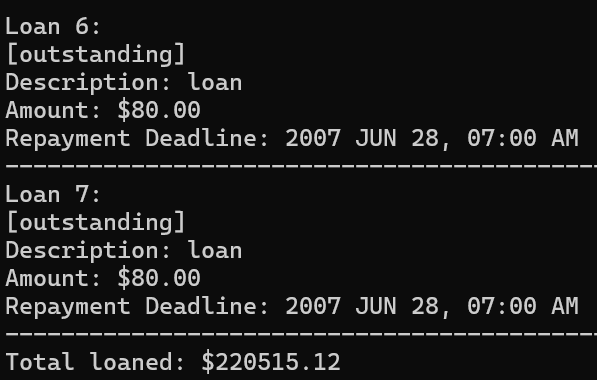 Loan 6:
[outstanding]
Description: loan
Amount: $80.00
Repayment Deadline: 2007 JUN 28, 07:00 AM
------------------------------------------
Loan 7:
[outstanding]
Description: loan
Amount: $80.00
Repayment Deadline: 2007 JUN 28, 07:00 AM
------------------------------------------
Total loaned: $220515.12